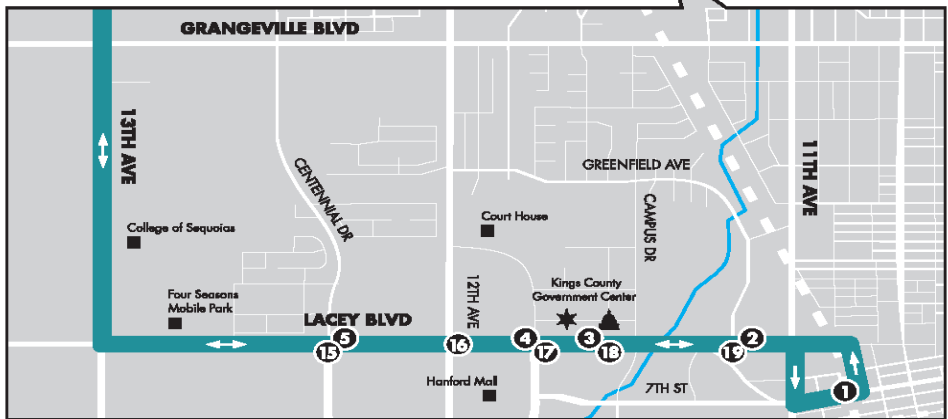 GRANGEVILLE BLVD
13TH AVE
CENTENNIAL DR
GREENFIELD AVE
11TH AVE
College of Sequoias
Court House
CAMPUS DR
12TH AVE
Kings County
Government Center
Four Seasons
Mobile Park
LACEY BLVD
5
4
3
2
15
16
17
18
19
Hanford Mall
7TH ST
1